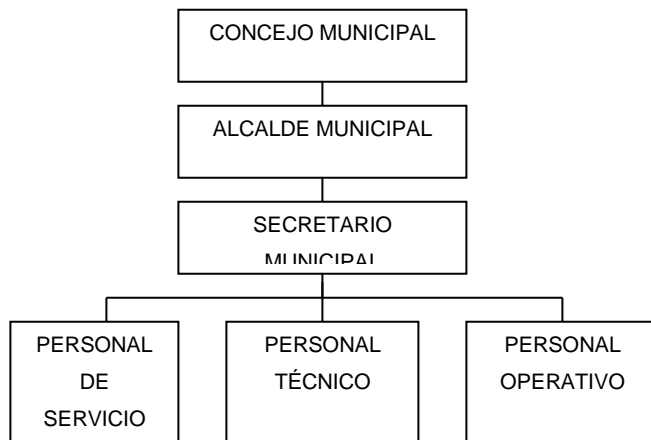 CONCEJO MUNICIPAL
ALCALDE MUNICIPAL
SECRETARIO
MUNICIPAL
PERSONAL
DE
SERVICIO
PERSONAL
TÉCNICO
PERSONAL
OPERATIVO